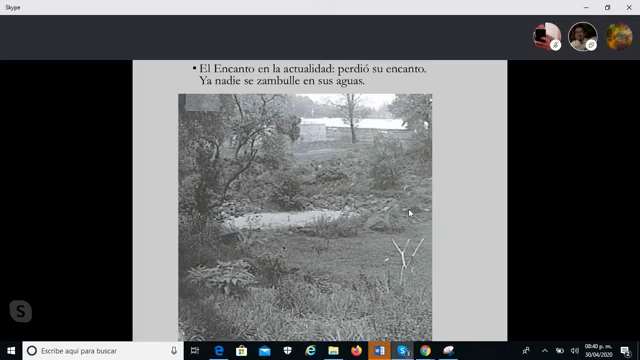 Skype
• El Encanto en la actualidad: perdió su encanto.
Ya nadie se zambulle en sus aguas.
Escribe aquí para buscar
08:40 p. m.
30/04/2020